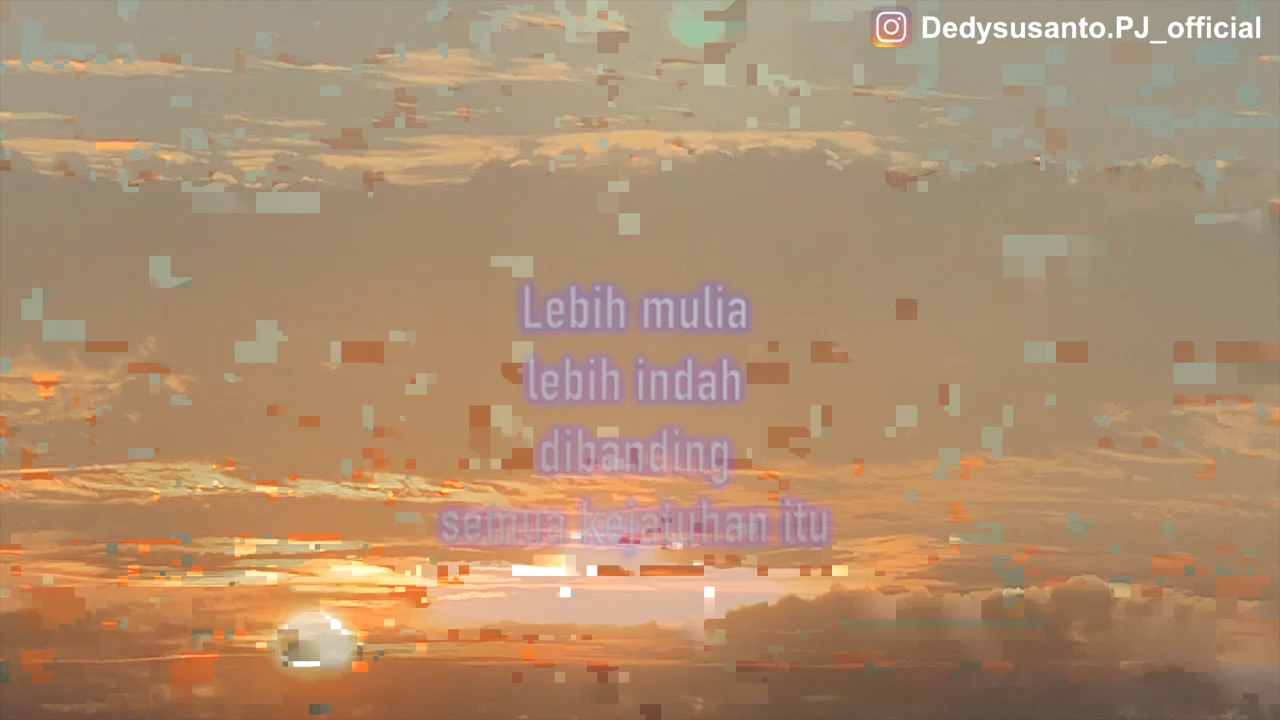 Dedysusanto.PJ_official
Lebih mulia
lebih indah
dibanding
semua kejatuhan itu